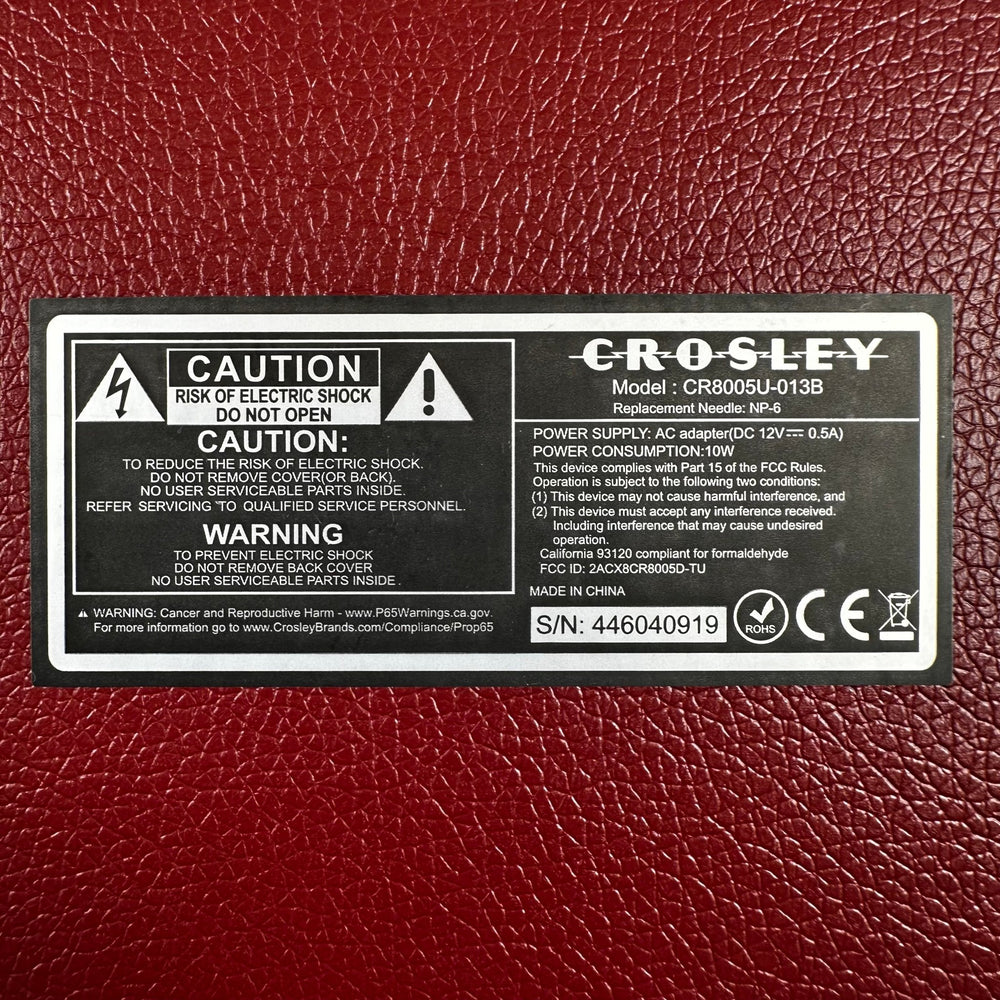 CAUTION
RISK OF ELECTRIC SHOCK
DO NOT OPEN
CAUTION:
TO REDUCE THE RISK OF ELECTRIC SHOCK.
DO NOT REMOVE COVER(OR BACK).
NO USER SERVICEABLE PARTS INSIDE.
REFER SERVICING TO QUALIFIED SERVICE PERSONNEL.
WARNING
TO PREVENT ELECTRIC SHOCK
DO NOT REMOVE BACK COVER
NO USER SERVICEABLE PARTS INSIDE.
WARNING: Cancer and Reproductive Harm - www.P65Warnings.ca.gov.
For more information go to www.CrosleyBrands.com/Compliance/Prop65
CROSLEY
Model : CR8005U-013B
Replacement Needle: NP-6
POWER SUPPLY: AC adapter(DC 12V⎓ 0.5A)
POWER CONSUMPTION:10W
This device complies with Part 15 of the FCC Rules.
Operation is subject to the following two conditions:
(1) This device may not cause harmful interference, and
(2) This device must accept any interference received.
Including interference that may cause undesired
operation.
California 93120 compliant for formaldehyde
FCC ID: 2ACX8CR8005D-TU
MADE IN CHINA
S/N: 446040919
ROHS
CE